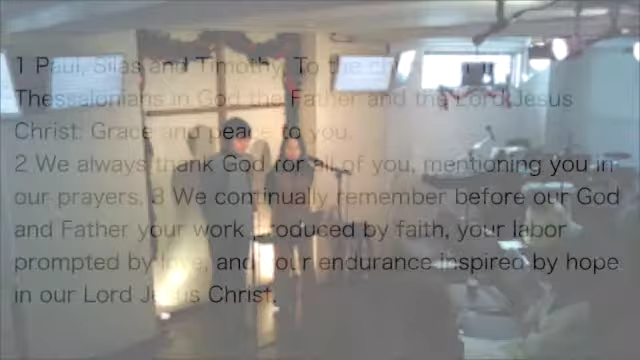 1 Paul, Silas and Timothy, To the ch
Thessalonians in God the Father and the Lord Jesus
Christ: Grace and peace to you.
2 We always thank God for all of you, mentioning you in
our prayers. 3 We continually remember before our God
and Father your work produced by faith, your labor
prompted by love, and your endurance inspired by hope
in our Lord Jesus Christ.